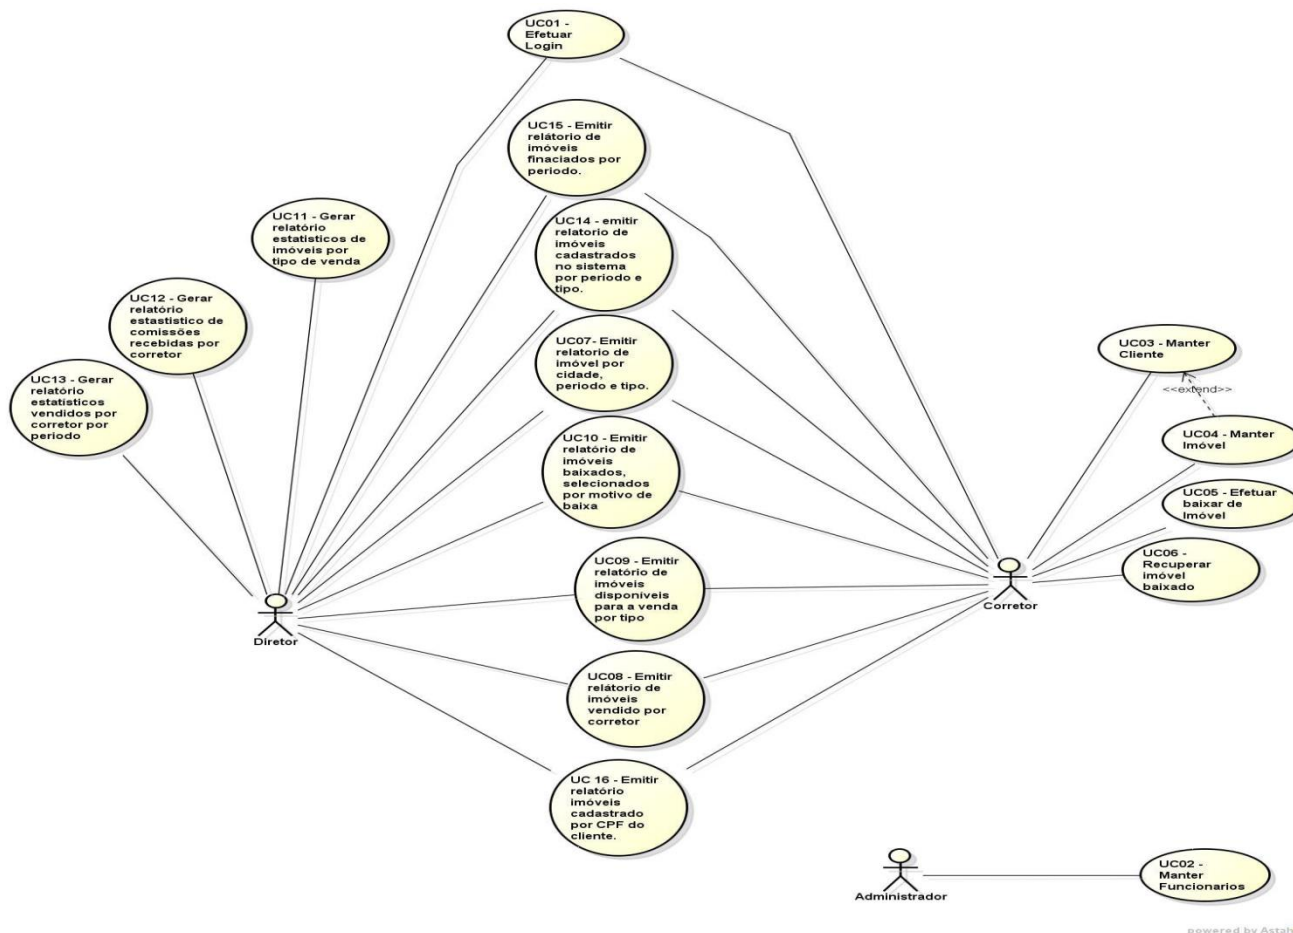 UC01 -
Efetuar
Login
UC15 - Emitir
relátorio de
imóveis
finaciados por
periodo.
UC11 - Gerar
relatório
estatisticos de
imóveis por
tipo de venda
UC14 - emitir
relatorio de
imóveis
cadastrados
no sistema
por periodo e
tipo.
UC12 - Gerar
relatório
estastistico de
comissões
recebidas por
corretor
UC07- Emitir
relatorio de
imóvel por
cidade,
periodo e tipo.
UC03 - Manter
Cliente
UC13 - Gerar
relatório
estatísticos
vendidos por
corretor por
periodo
<<extend>>
UC10 - Emitir
relatório de
imóveis
baixados,
selecionados
por motivo de
baixa
UC04 - Manter
Imóvel
UC05 - Efetuar
baixar de
Imóvel
UC09 - Emitir
relatório de
imóveis
disponíveis
para a venda
por tipo
UC06 -
Recuperar
imóvel
baixado
Corretor
Diretor
UC08 - Emitir
relátorio de
imóveis
vendido por
corretor
UC 16 - Emitir
relatório
imóveis
cadastrado
por CPF do
cliente.
UC02 -
Manter
Funcionarios
Administrador
powered by Astah